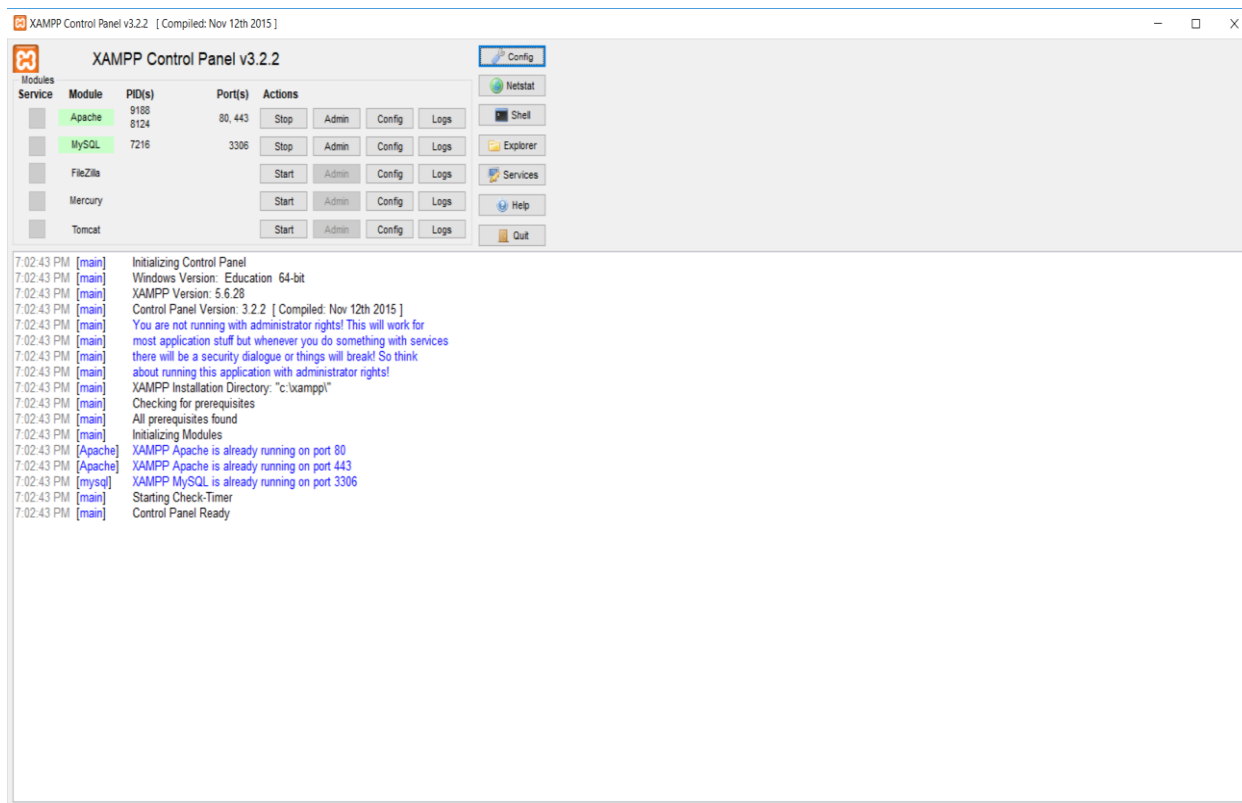 XAMPP Control Panel v3.2.2 [ Compiled: Nov 12th 2015 ]
XAMPP Control Panel v3.2.2
Config
Modules
Service Module PID(s) Port(s) Actions
Netstat
Apache 9188 8124 80, 443 Stop Admin Config Logs
Shell
MySQL 7216 3306 Stop Admin Config Logs
Explorer
FileZilla Start Admin Config Logs
Services
Mercury Start Admin Config Logs
Help
Tomcat Start Admin Config Logs
Quit
7:02:43 PM [main] Initializing Control Panel
7:02:43 PM [main] Windows Version: Education 64-bit
7:02:43 PM [main] XAMPP Version: 5.6.28
7:02:43 PM [main] Control Panel Version: 3.2.2 [ Compiled: Nov 12th 2015 ]
7:02:43 PM [main] You are not running with administrator rights! This will work for
7:02:43 PM [main] most application stuff but whenever you do something with services
7:02:43 PM [main] there will be a security dialogue or things will break! So think
7:02:43 PM [main] about running this application with administrator rights!
7:02:43 PM [main] XAMPP Installation Directory: "c:\xampp\"
7:02:43 PM [main] Checking for prerequisites
7:02:43 PM [main] All prerequisites found
7:02:43 PM [main] Initializing Modules
7:02:43 PM [Apache] XAMPP Apache is already running on port 80
7:02:43 PM [Apache] XAMPP Apache is already running on port 443
7:02:43 PM [mysql] XAMPP MySQL is already running on port 3306
7:02:43 PM [main] Starting Check-Timer
7:02:43 PM [main] Control Panel Ready